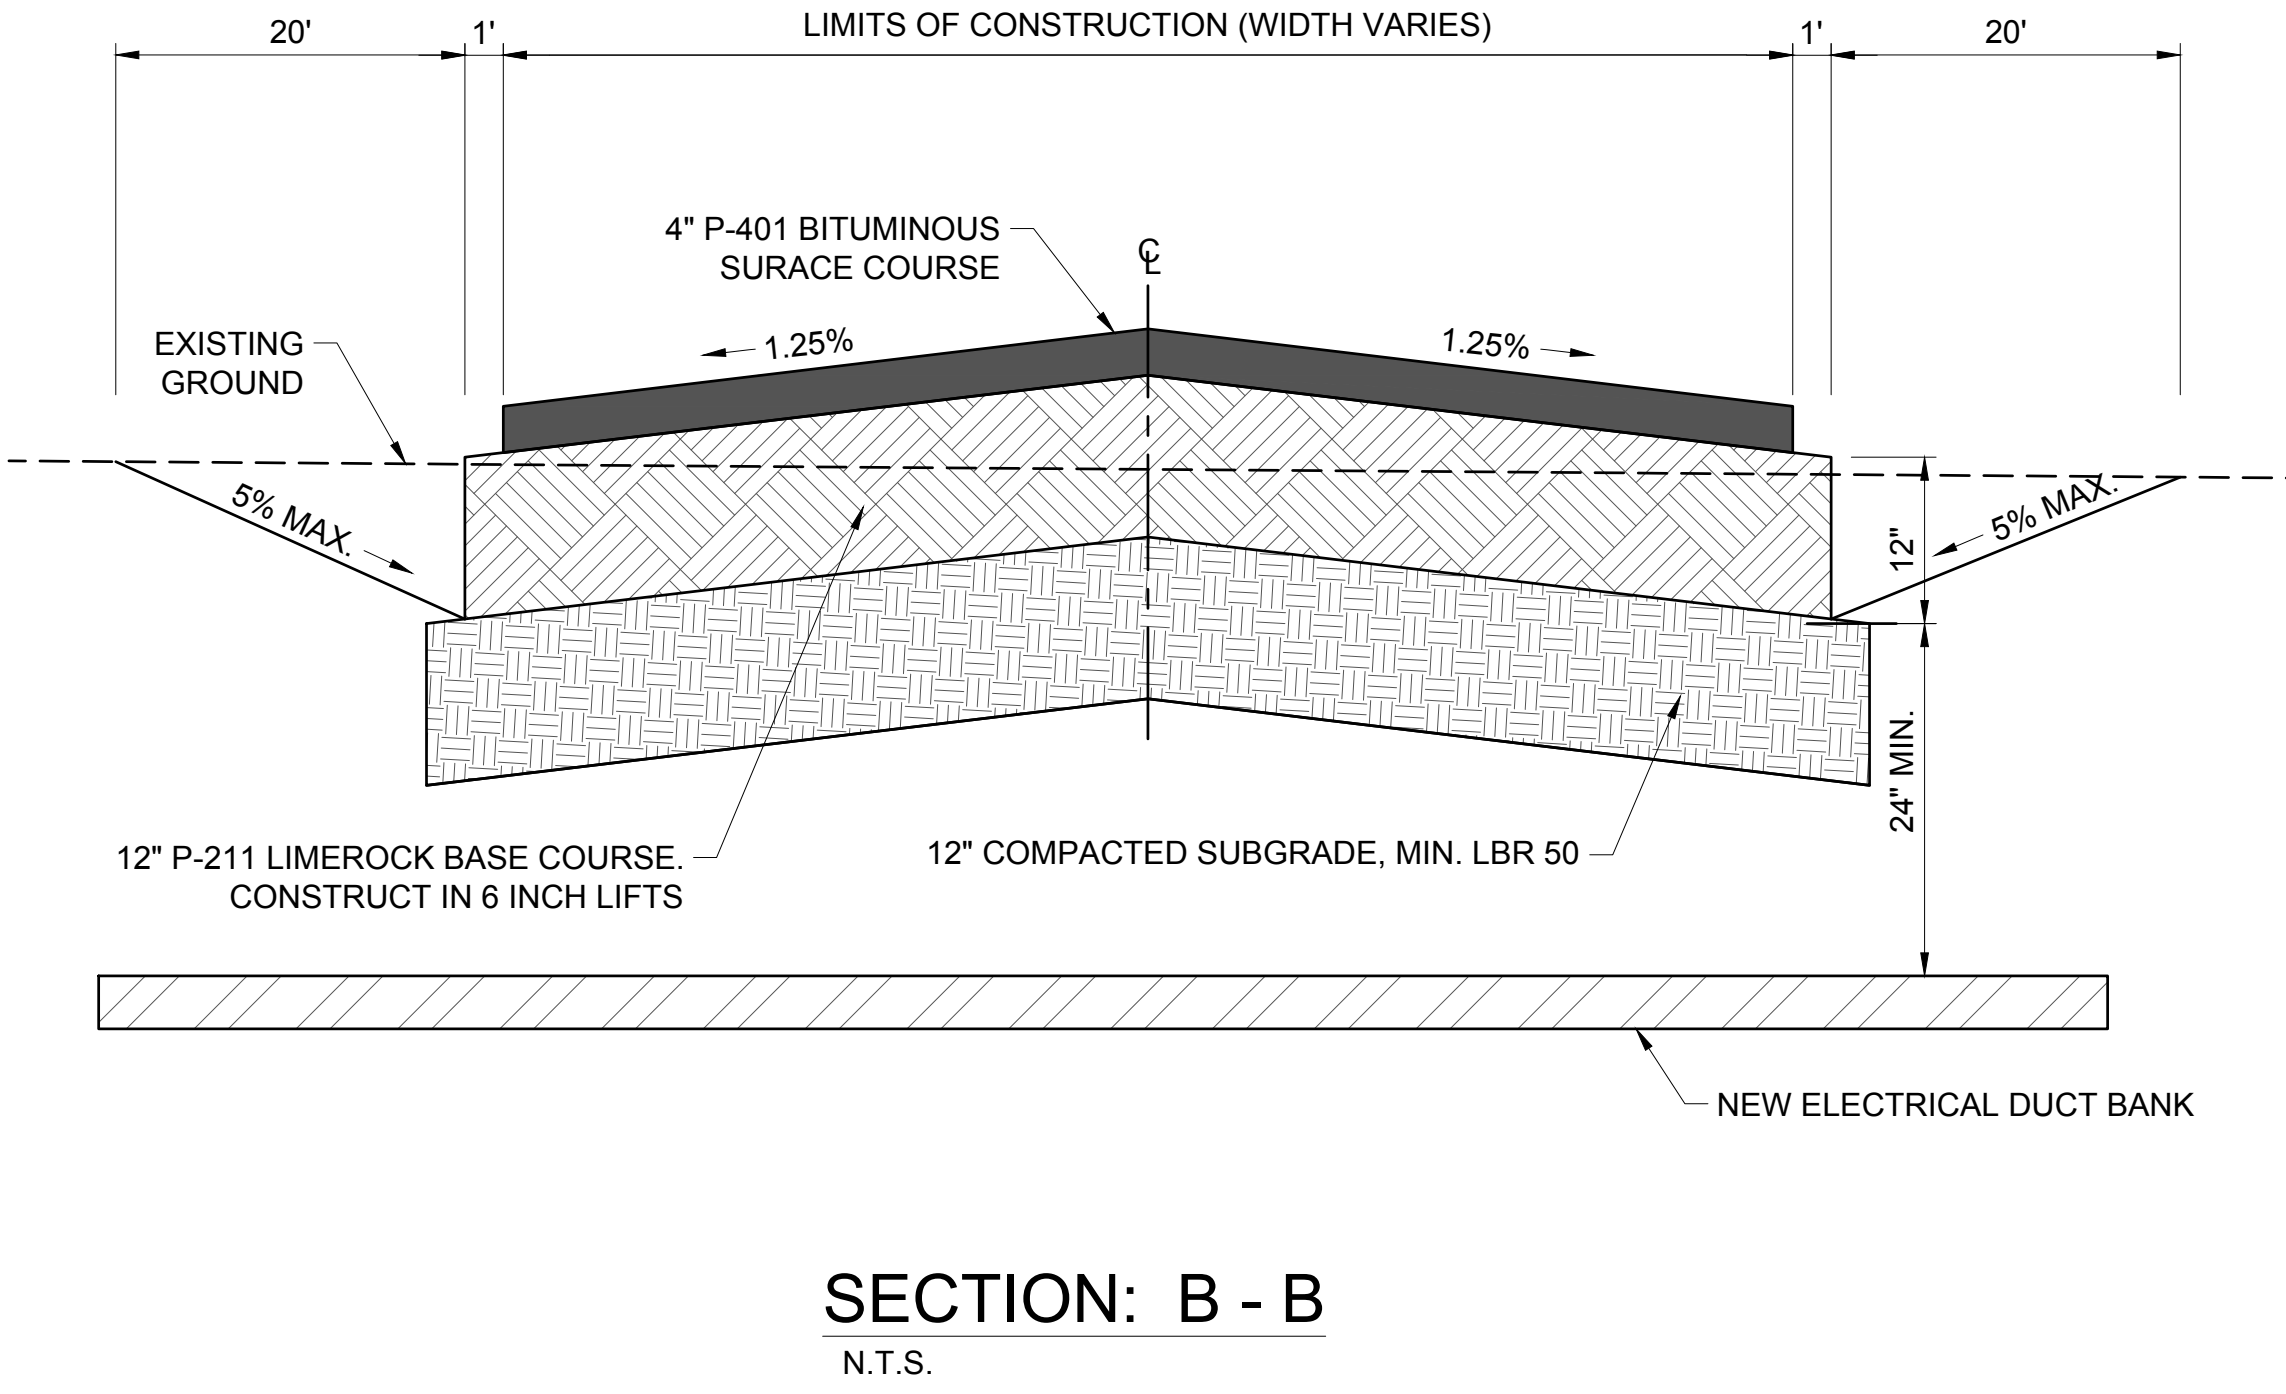 LIMITS OF CONSTRUCTION (WIDTH VARIES)
20'
1'
1'
20'
4" P-401 BITUMINOUS
SURACE COURSE
CL
EXISTING
GROUND
1.25%
1.25%
5% MAX.
5% MAX.
12"
24" MIN.
12" P-211 LIMEROCK BASE COURSE.
CONSTRUCT IN 6 INCH LIFTS
12" COMPACTED SUBGRADE, MIN. LBR 50
NEW ELECTRICAL DUCT BANK
SECTION: B - B
N.T.S.